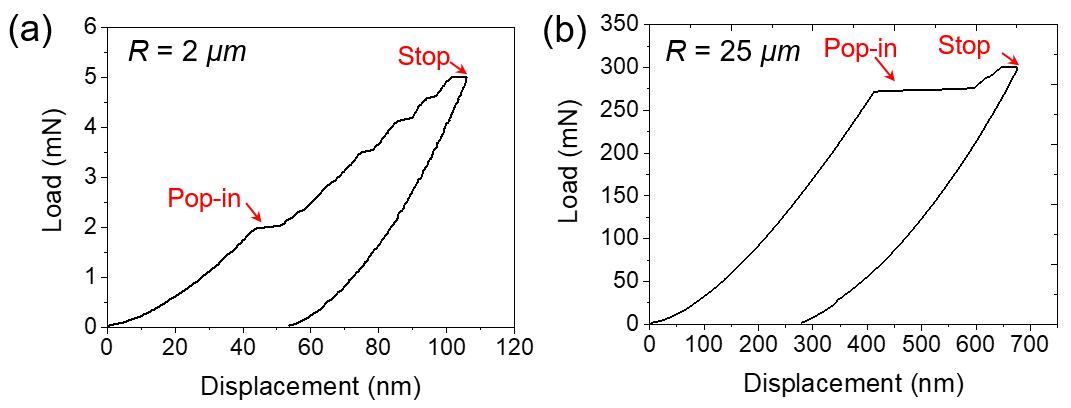 (a)
R = 2 μm
Pop-in
Stop
Load (mN)
6
5
4
3
2
1
0
0 20 40 60 80 100 120
Displacement (nm)
(b)
R = 25 μm
Pop-in
Stop
Load (mN)
350
300
250
200
150
100
50
0
0 100 200 300 400 500 600 700
Displacement (nm)